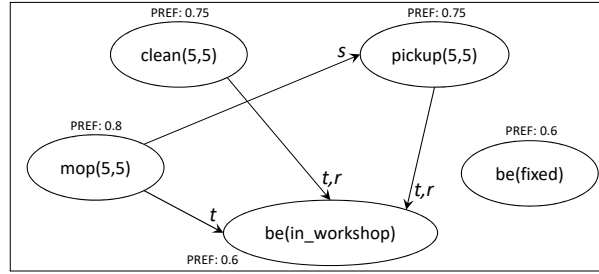 PREF: 0.75
PREF: 0.75
clean(5,5)
pickup(5,5)
s
PREF: 0.8
PREF: 0.6
mop(5,5)
be(fixed)
t,r
t,r
t
be(in_workshop)
PREF: 0.6